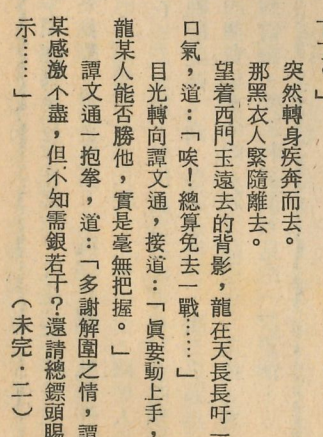 突然轉身疾奔而去。
那黑衣人緊隨離去。
望着西門玉遠去的背影，龍在天長長吁一
口氣，道：「唉！總算免去一戰……」
目光轉向譚文通，接道：「眞要動上手，
龍某人能否勝他，實是毫無把握。」
譚文通一抱拳，道：「多謝解圍之情，譚
某感激不盡，但不知需銀若干？還請總鏢頭賜
示……」（未完·二）